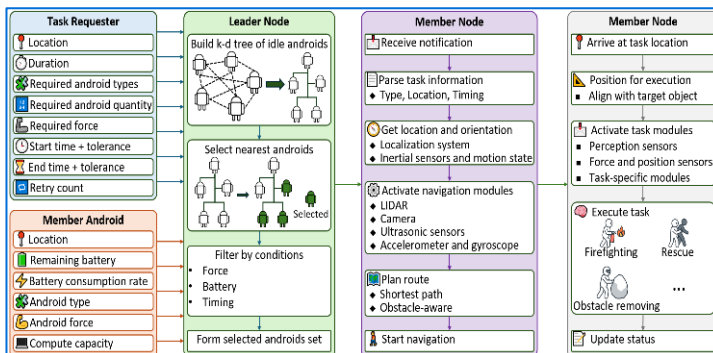 Task Requester
Location
Duration
Required android types
Required android quantity
Required force
Start time + tolerance
End time + tolerance
Retry count
Member Android
Location
Remaining battery
Battery consumption rate
Android type
Android force
Compute capacity
Leader Node
Build k-d tree of idle androids
Select nearest androids
Selected
Filter by conditions
• Force
• Battery
• Timing
Form selected androids set
Member Node
Receive notification
Parse task information
◆ Type, Location, Timing
Get location and orientation
◆ Localization system
◆ Inertial sensors and motion state
Activate navigation modules
◆ LIDAR
◆ Camera
◆ Ultrasonic sensors
◆ Accelerometer and gyroscope
Plan route
◆ Shortest path
◆ Obstacle-aware
Start navigation
Member Node
Arrive at task location
Position for execution
▪ Align with target object
Activate task modules
▪ Perception sensors
▪ Force and position sensors
▪ Task-specific modules
Execute task
Firefighting
Rescue
Obstacle removing
...
Update status